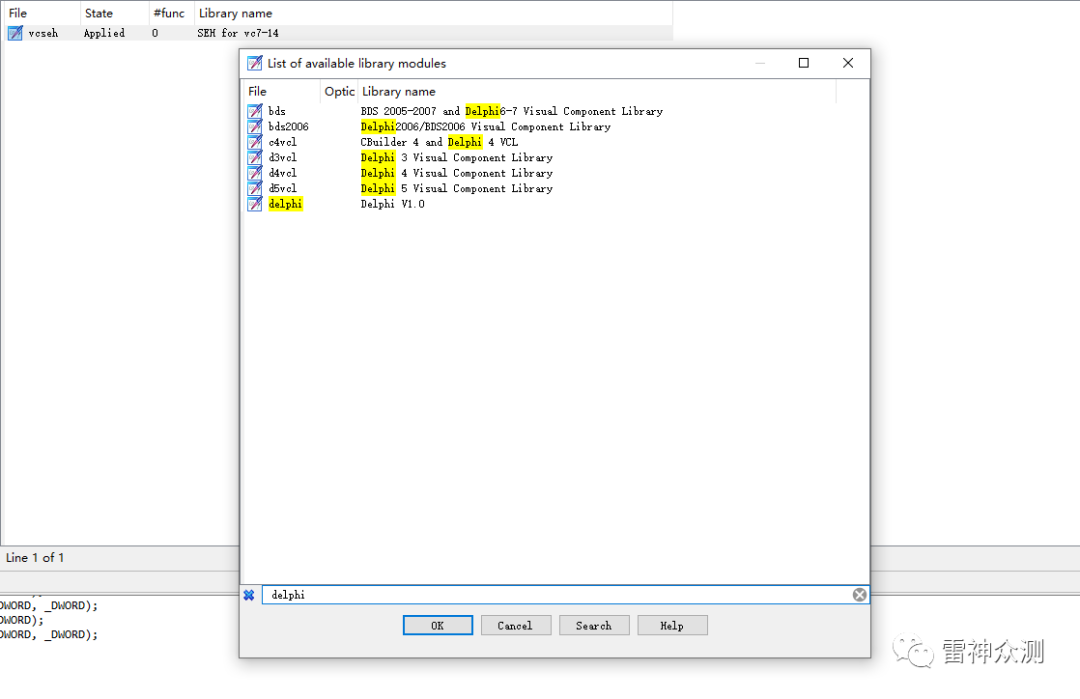 File State #func Library name
vcseh Applied 0 SEH for vc7-14
List of available library modules
File Optic Library name
bds BDS 2005-2007 and Delphi6-7 Visual Component Library
bds2006 Delphi2006/BDS2006 Visual Component Library
c4vcl CBuilder 4 and Delphi 4 VCL
d3vcl Delphi 3 Visual Component Library
d4vcl Delphi 4 Visual Component Library
d5vcl Delphi 5 Visual Component Library
delphi Delphi V1.0
Line 1 of 1
delphi
DWORD, _DWORD);
DWORD);
DWORD, _DWORD);
OK Cancel Search Help
雷神众测